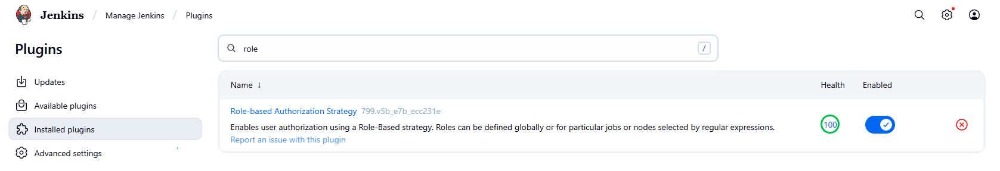 Jenkins / Manage Jenkins / Plugins
Plugins
role /
Updates
Available plugins
Installed plugins
Advanced settings
Name ↓ Health Enabled
Role-based Authorization Strategy 799.v5b_e7b_ecc231e
Enables user authorization using a Role-Based strategy. Roles can be defined globally or for particular jobs or nodes selected by regular expressions.
Report an issue with this plugin
100